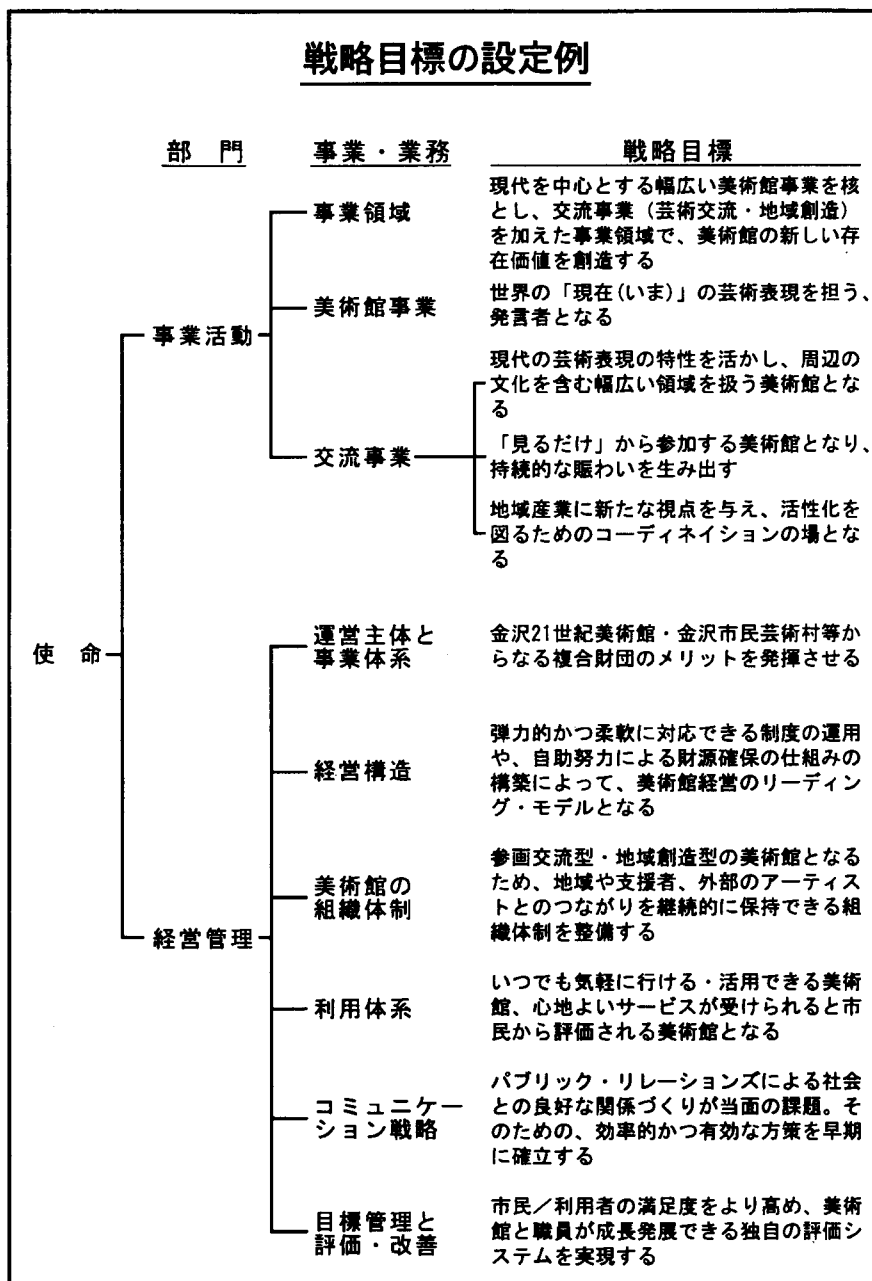 戦略目標の設定例
部 門 事業・業務 戦略目標
事業領域
現代を中心とする幅広い美術館事業を核
とし、交流事業（芸術交流・地域創造）
を加えた事業領域で、美術館の新しい存
在価値を創造する
美術館事業
世界の「現在(いま)」の芸術表現を担う、
発言者となる
事業活動
現代の芸術表現の特性を活かし、周辺の
文化を含む幅広い領域を扱う美術館とな
る
交流事業
「見るだけ」から参加する美術館となり、
持続的な賑わいを生み出す
地域産業に新たな視点を与え、活性化を
図るためのコーディネイションの場とな
る
使 命
運営主体と
事業体系
金沢21世紀美術館・金沢市民芸術村等か
らなる複合財団のメリットを発揮させる
経営構造
弾力的かつ柔軟に対応できる制度の運用
や、自助努力による財源確保の仕組みの
構築によって、美術館経営のリーディン
グ・モデルとなる
美術館の
組織体制
参画交流型・地域創造型の美術館となる
ため、地域や支援者、外部のアーティス
トとのつながりを継続的に保持できる組
織体制を整備する
経営管理
利用体系
いつでも気軽に行ける・活用できる美術
館、心地よいサービスが受けられると市
民から評価される美術館となる
コミュニケー
ション戦略
パブリック・リレーションズによる社会
との良好な関係づくりが当面の課題。そ
のための、効率的かつ有効な方策を早期
に確立する
目標管理と
評価・改善
市民／利用者の満足度をより高め、美術
館と職員が成長発展できる独自の評価シ
ステムを実現する